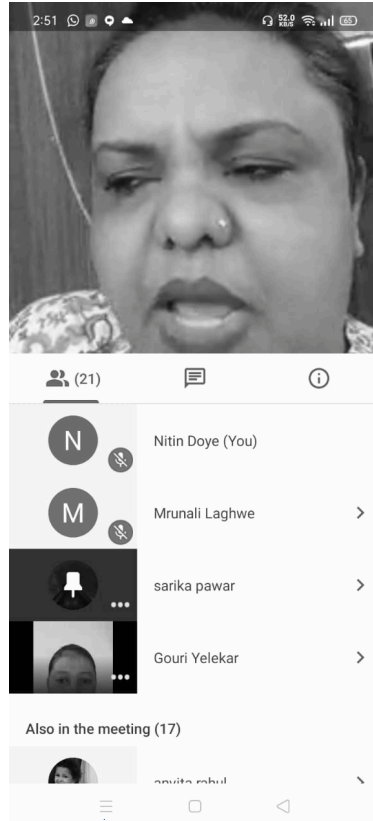 2:51 52.0 KB/S 65
(21)
N Nitin Doye (You)
M Mrunali Laghwe
sarika pawar
Gouri Yelekar
Also in the meeting (17)
anvita rahul